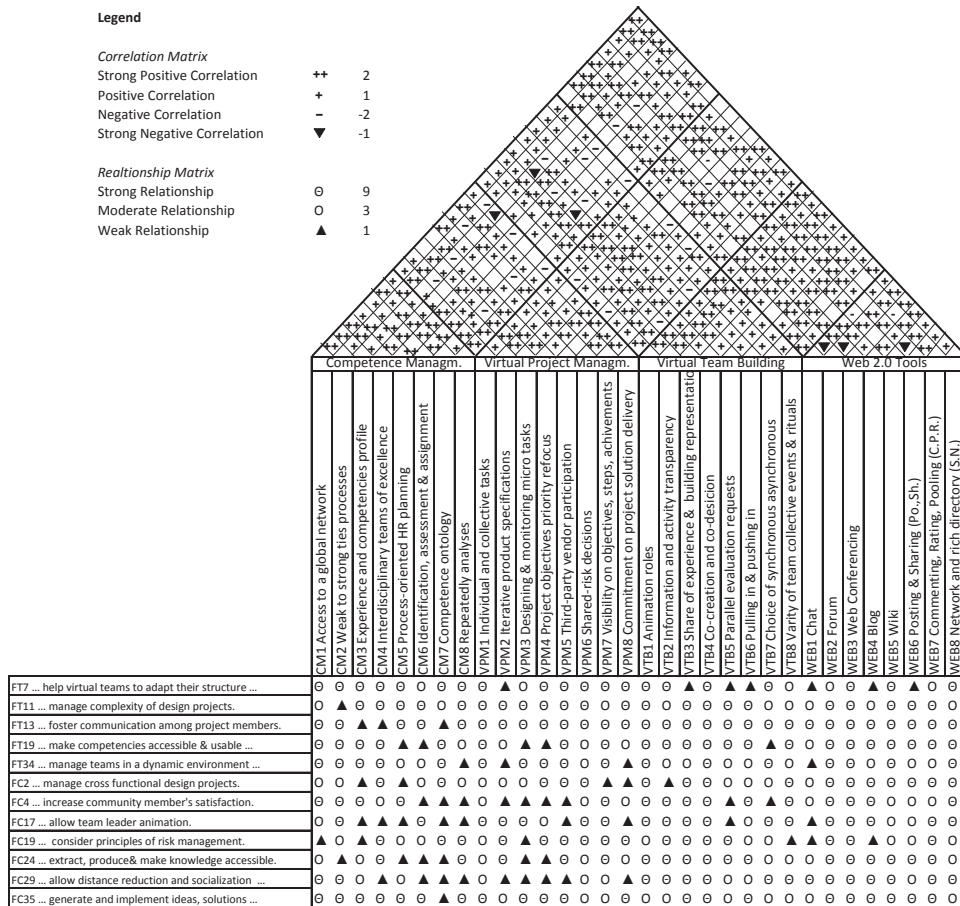 Legend
Correlation Matrix
Strong Positive Correlation ++ 2
Positive Correlation + 1
Negative Correlation − -2
Strong Negative Correlation ▼ -1
Realtionship Matrix
Strong Relationship Θ 9
Moderate Relationship O 3
Weak Relationship ▲ 1
Competence Managm. Virtual Project Managm. Virtual Team Building Web 2.0 Tools
CM1 Access to a global network
CM2 Weak to strong ties processes
CM3 Experience and competencies profile
CM4 Interdisciplinary teams of excellence
CM5 Process-oriented HR planning
CM6 Identification, assessment & assignment
CM7 Competence ontology
CM8 Repeatedly analyses
VPM1 Individual and collective tasks
VPM2 Iterative product specifications
VPM3 Designing & monitoring micro tasks
VPM4 Project objectives priority refocus
VPM5 Third-party vendor participation
VPM6 Shared-risk decisions
VPM7 Visibility on objectives, steps, achivements
VPM8 Commitment on project solution delivery
VTB1 Animation roles
VTB2 Information and activity transparency
VTB3 Share of experience & building representatio
VTB4 Co-creation and co-desicion
VTB5 Parallel evaluation requests
VTB6 Pulling in & pushing in
VTB7 Choice of synchronous asynchronous
VTB8 Varity of team collective events & rituals
WEB1 Chat
WEB2 Forum
WEB3 Web Conferencing
WEB4 Blog
WEB5 Wiki
WEB6 Posting & Sharing (Po.,Sh.)
WEB7 Commenting, Rating, Pooling (C.P.R.)
WEB8 Network and rich directory (S.N.)
FT7 ... help virtual teams to adapt their structure ...
FT11 ... manage complexity of design projects.
FT13 ... foster communication among project members.
FT19 ... make competencies accessible & usable ...
FT34 ... manage teams in a dynamic environment ...
FC2 ... manage cross functional design projects.
FC4 ... increase community member's satisfaction.
FC17 ... allow team leader animation.
FC19 ... consider principles of risk management.
FC24 ... extract, produce& make knowledge accessible.
FC29 ... allow distance reduction and socialization ...
FC35 ... generate and implement ideas, solutions ...